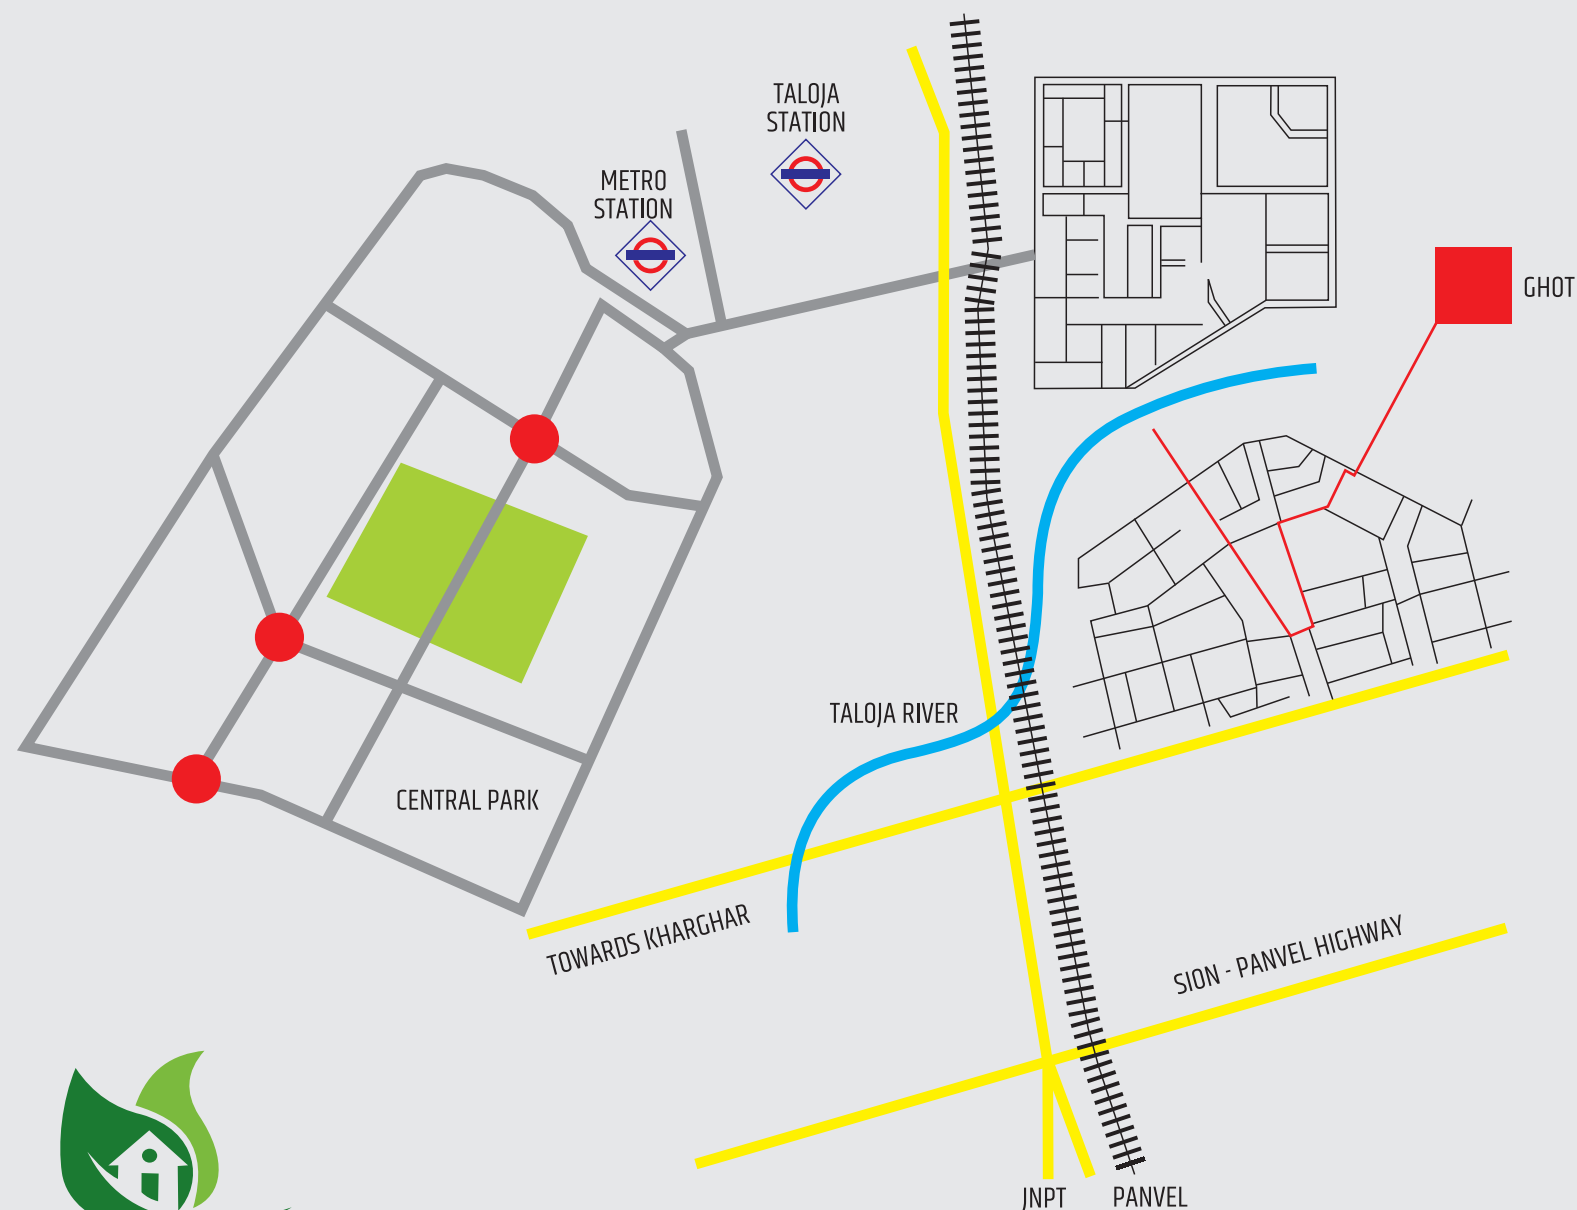 TALOJA
STATION
METRO
STATION
GHOT
TALOJA RIVER
CENTRAL PARK
TOWARDS KHARGHAR
SION - PANVEL HIGHWAY
JNPT
PANVEL